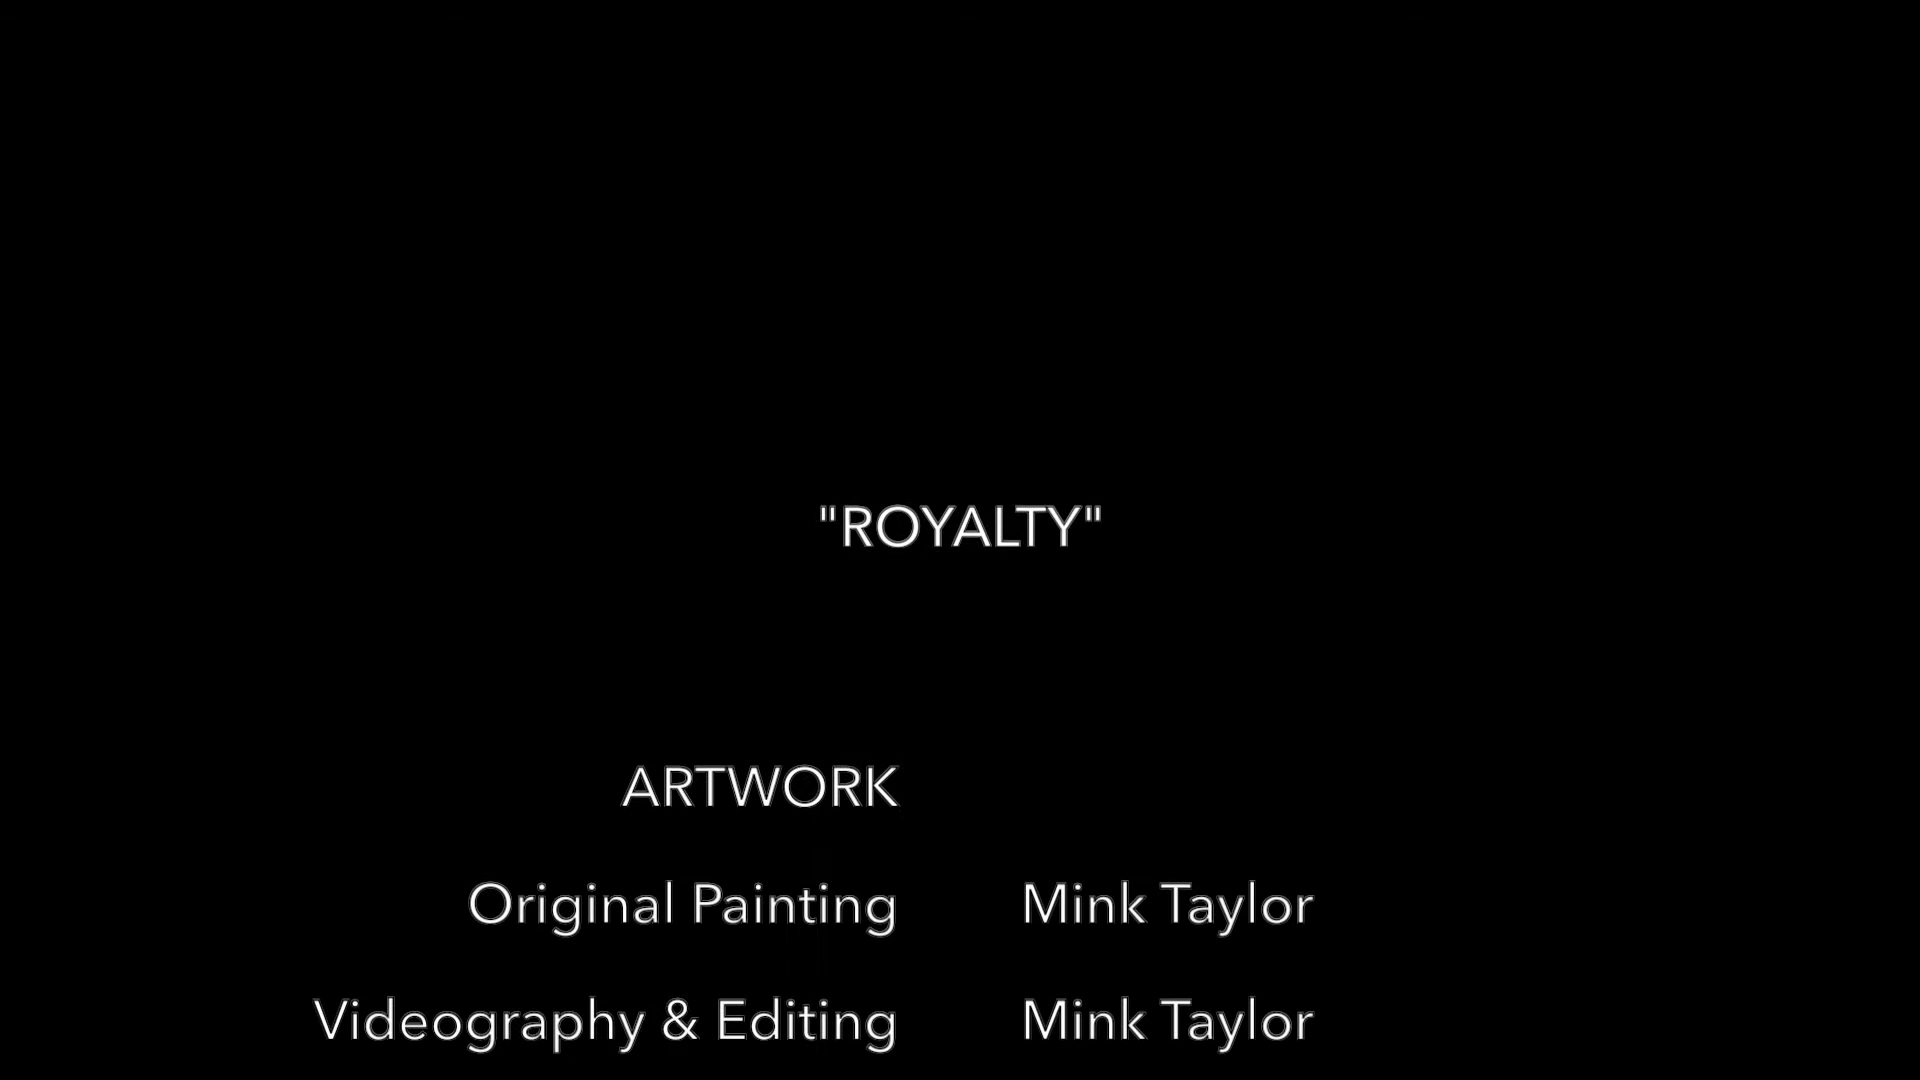 "ROYALTY"
ARTWORK
Original Painting Mink Taylor
Videography & Editing Mink Taylor